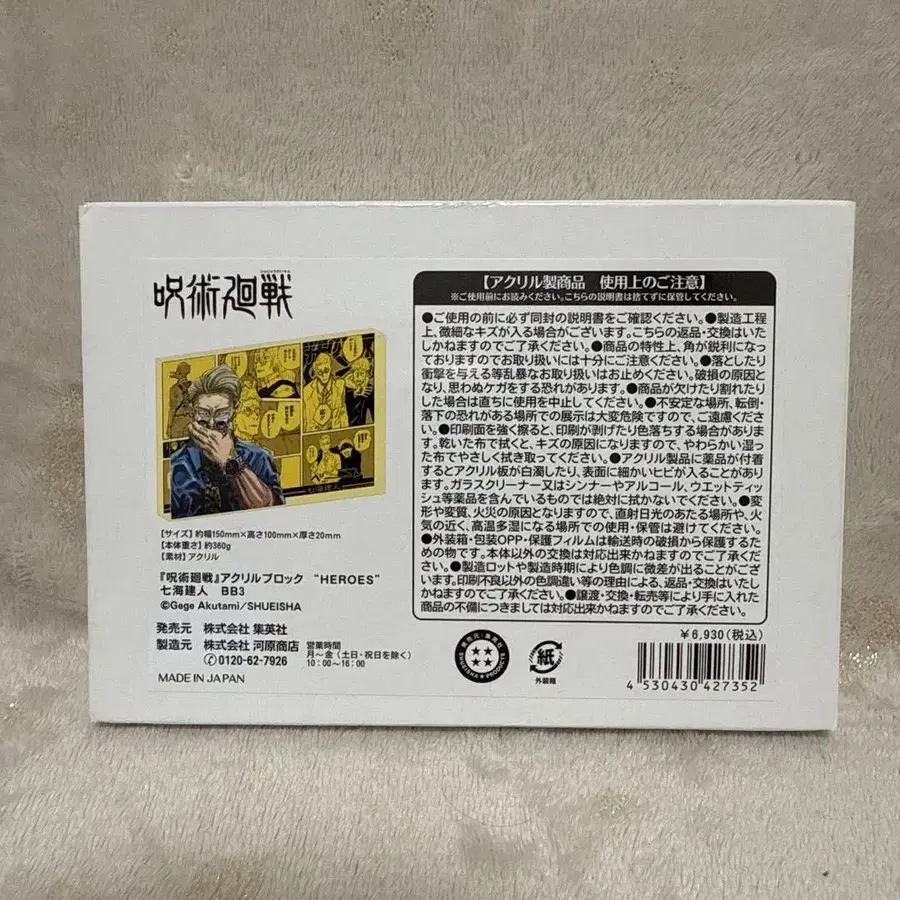 呪術廻戦
七海建人
【サイズ】約幅150mm×高さ100mm×厚さ20mm
【本体重さ】約360g
【素材】アクリル
『呪術廻戦』アクリルブロック “HEROES”
七海建人 BB3
©Gege Akutami/SHUEISHA
発売元 株式会社 集英社
製造元 株式会社 河原商店
0120-62-7926
営業時間
月～金(土日・祝日を除く)
10:00～16:00
MADE IN JAPAN
【アクリル製商品 使用上のご注意】
※ご使用前にお読みください。こちらの説明書は捨てずに保管してください。
●ご使用の前に必ず同封の説明書をご確認ください。●製造工程
上、微細なキズが入る場合がございます。こちらの返品・交換はいた
しかねますのでご了承ください。●商品の特性上、角が鋭利になっ
ておりますのでお取り扱いには十分にご注意ください。●落としたり
衝撃を与える等乱暴なお取り扱いはお止めください。破損の原因と
なり、思わぬケガをする恐れがあります。●商品が欠けたり割れたり
した場合は直ちに使用を中止してください。●不安定な場所、転倒・
落下の恐れがある場所での展示は大変危険ですので、ご遠慮くだ
さい。●印刷面を強く擦ると、印刷が剥げたり色落ちする場合がありま
す。乾いた布で拭くと、キズの原因になりますので、やわらかい湿っ
た布でやさしく拭き取ってください。●アクリル製品に薬品が付着
するとアクリル板が白濁したり、表面に細かいヒビが入ることがあり
ます。ガラスクリーナー又はシンナーやアルコール、ウエットティッ
シュ等薬品を含んでいるものでは絶対に拭かないでください。●変
形や変質、火災の原因となりますので、直射日光のあたる場所や、火
気の近く、高温多湿になる場所での使用・保管は避けてください。
●外装箱・包装OPP・保護フィルムは輸送時の破損から保護するた
めの物です。本体以外の交換は対応出来かねますのでご了承くだ
さい。●製造ロットや製造時期により色調に微差が出ることがござ
います。印刷不良以外の色調違い等の理由による、返品・交換はいた
しかねますのでご了承ください。●譲渡・交換・転売等により手に入れた
商品の不備につきましては対応出来かねますのでご了承ください。
￥6,930(税込)
発売元：集英社
SHUEISHA PRODUCT
紙
外装箱
4 530430 427352